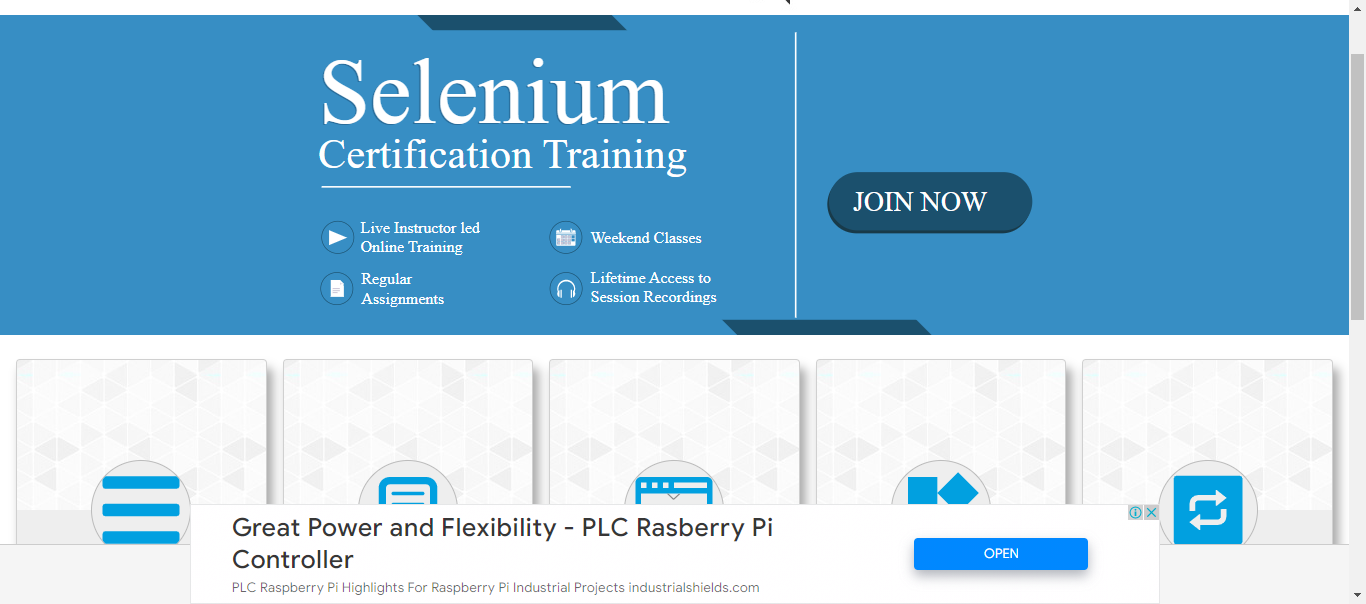 Selenium
Certification Training
JOIN NOW
Live Instructor led
Online Training
Weekend Classes
Regular
Assignments
Lifetime Access to
Session Recordings
Great Power and Flexibility - PLC Rasberry Pi
Controller
OPEN
PLC Raspberry Pi Highlights For Raspberry Pi Industrial Projects industrialshields.com